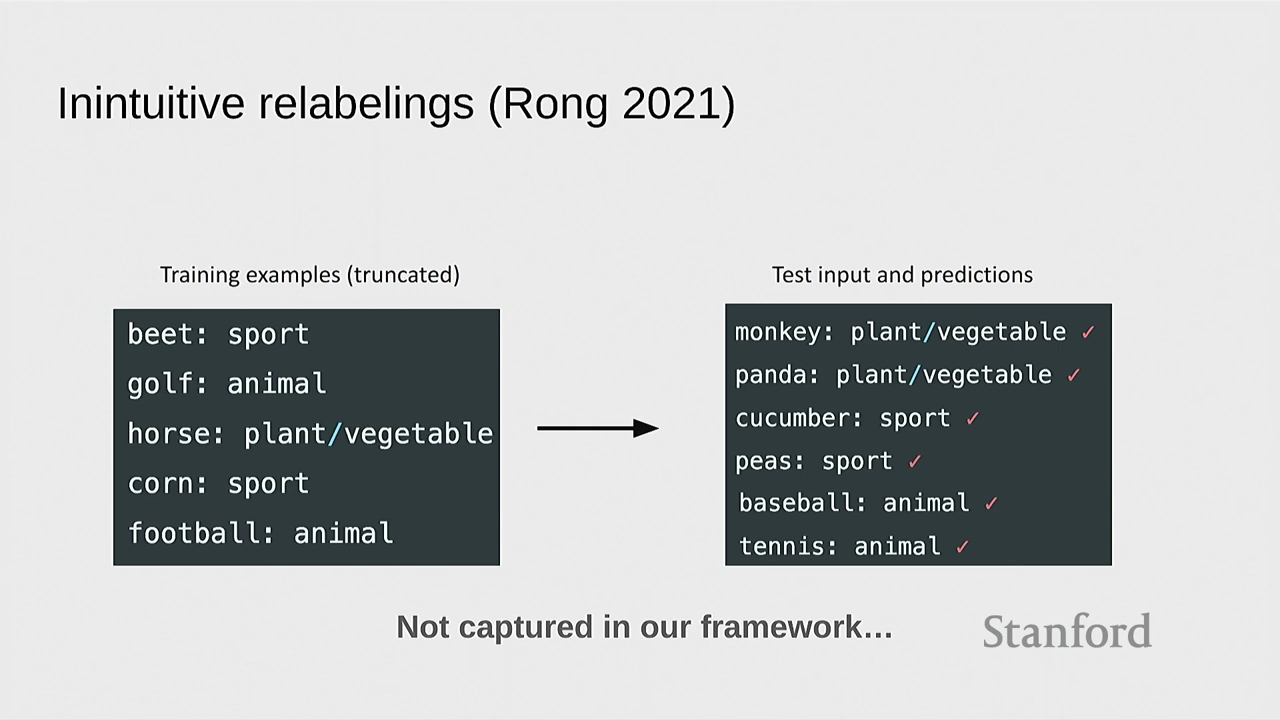 Inintuitive relabelings (Rong 2021)
Training examples (truncated)
beet: sport
golf: animal
horse: plant/vegetable
corn: sport
football: animal
Test input and predictions
monkey: plant/vegetable ✓
panda: plant/vegetable ✓
cucumber: sport ✓
peas: sport ✓
baseball: animal ✓
tennis: animal ✓
Not captured in our framework…
Stanford